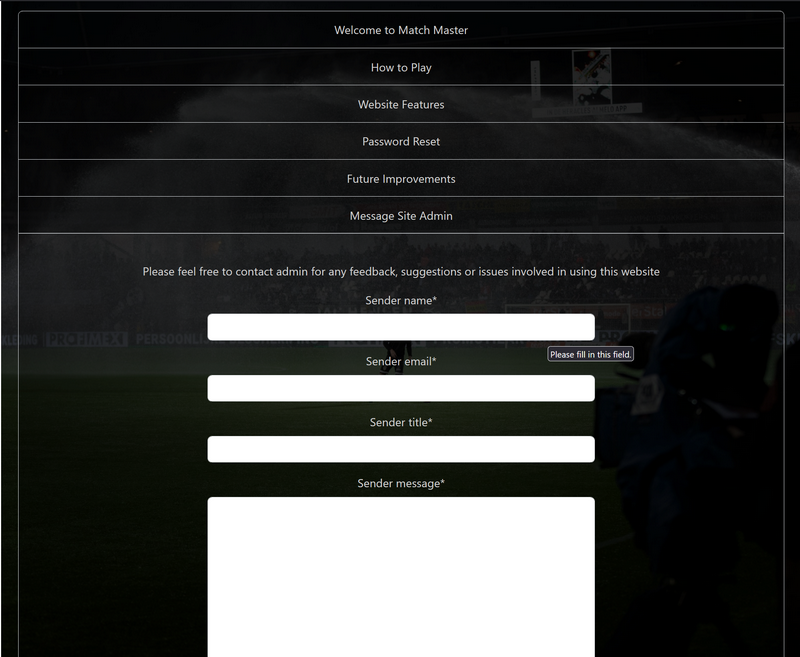 Welcome to Match Master
How to Play
Website Features
Password Reset
Future Improvements
Message Site Admin
Please feel free to contact admin for any feedback, suggestions or issues involved in using this website
Sender name*
PROFIMEX
Please fill in this field.
Sender email*
Sender title*
Sender message*